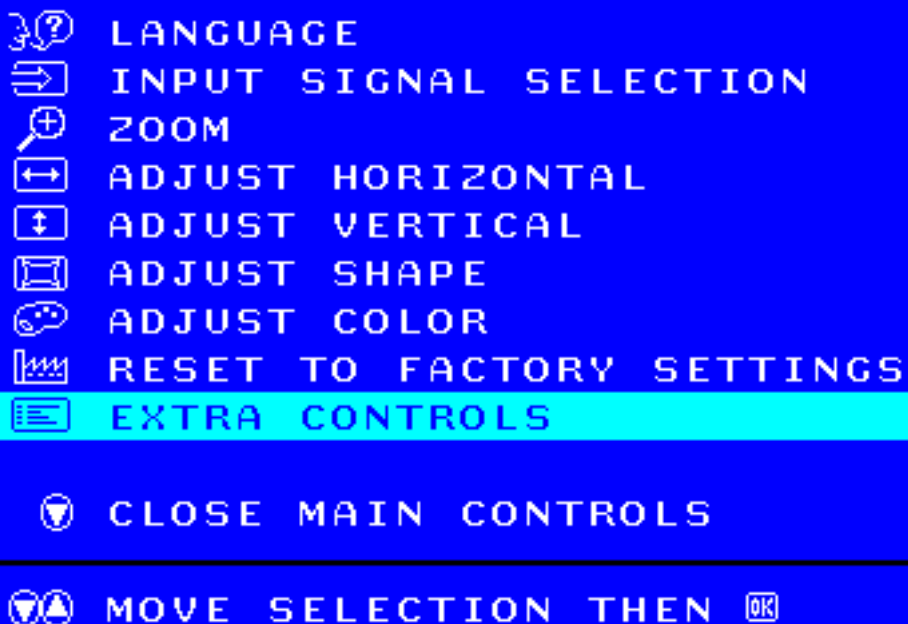 LANGUAGE
INPUT SIGNAL SELECTION
ZOOM
ADJUST HORIZONTAL
ADJUST VERTICAL
ADJUST SHAPE
ADJUST COLOR
RESET TO FACTORY SETTINGS
EXTRA CONTROLS
CLOSE MAIN CONTROLS
MOVE SELECTION THEN OK